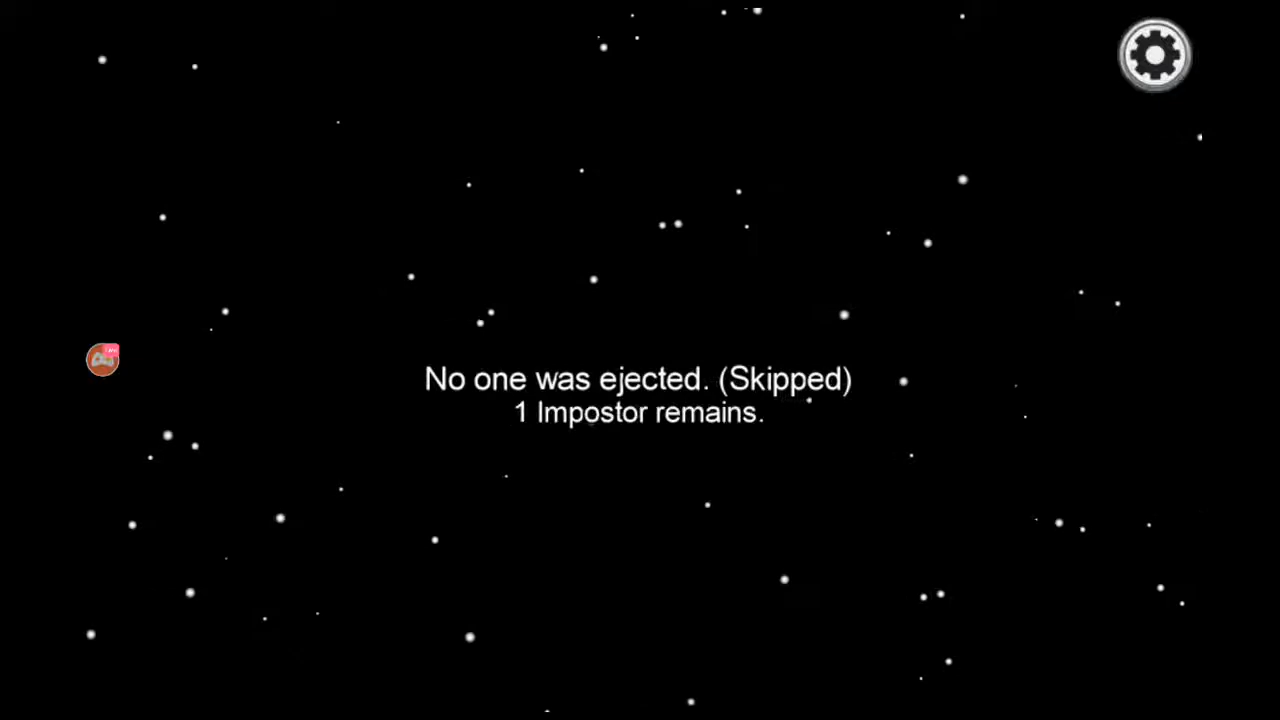 No one was ejected. (Skipped)
1 Impostor remains.